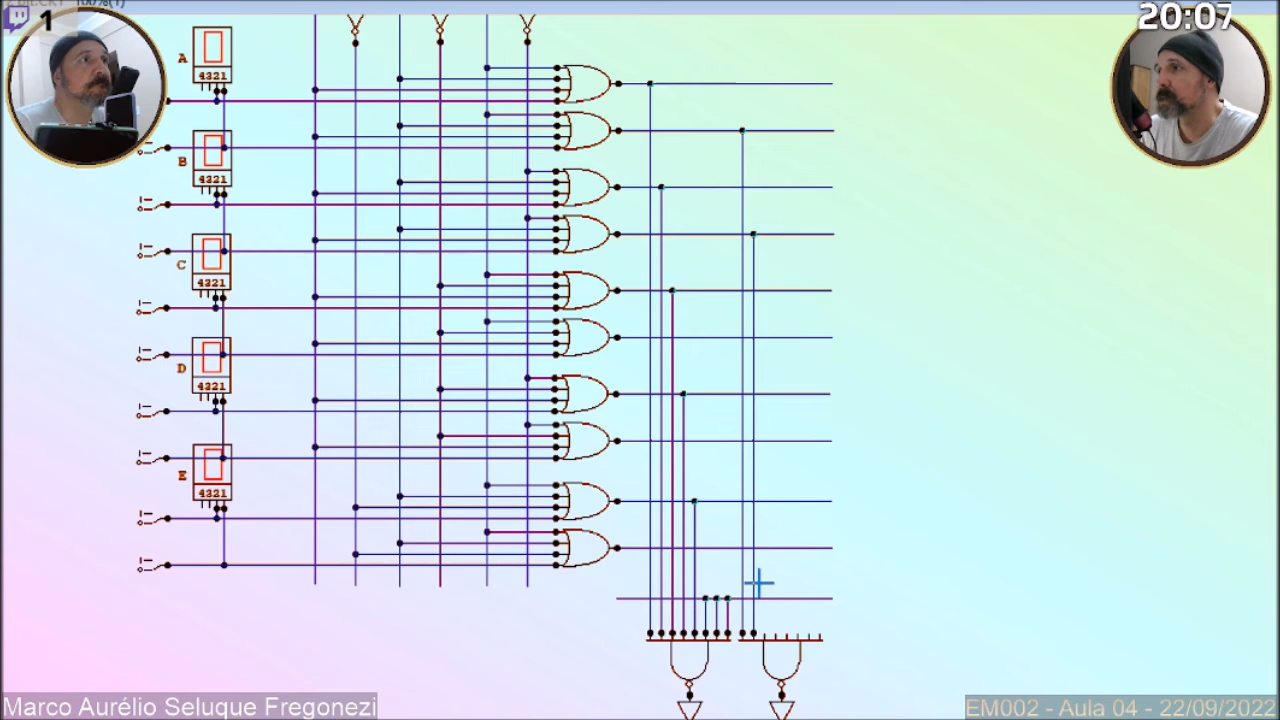 1
20:07
A
4321
B
4321
C
4321
D
4321
E
4321
Marco Aurélio Seluque Fregonezi
EM002 - Aula 04 - 22/09/2022